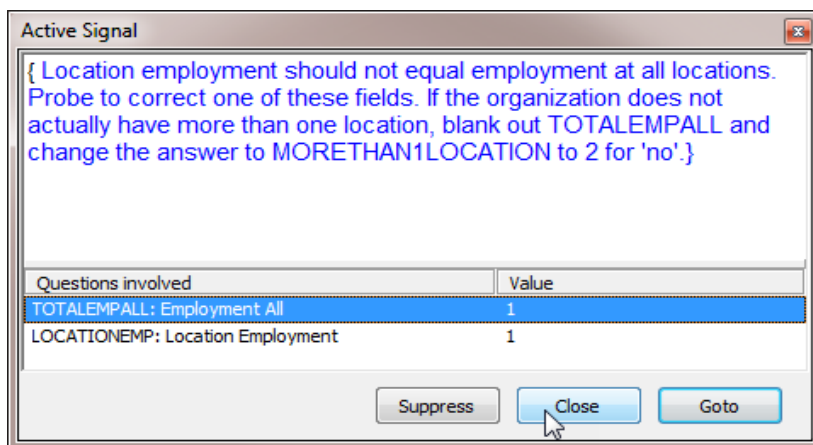 Active Signal
{ Location employment should not equal employment at all locations.
Probe to correct one of these fields. If the organization does not
actually have more than one location, blank out TOTALEMPALL and
change the answer to MORETHAN1LOCATION to 2 for 'no'.}
Questions involved Value
TOTALEMPALL: Employment All 1
LOCATIONEMP: Location Employment 1
Suppress Close Goto